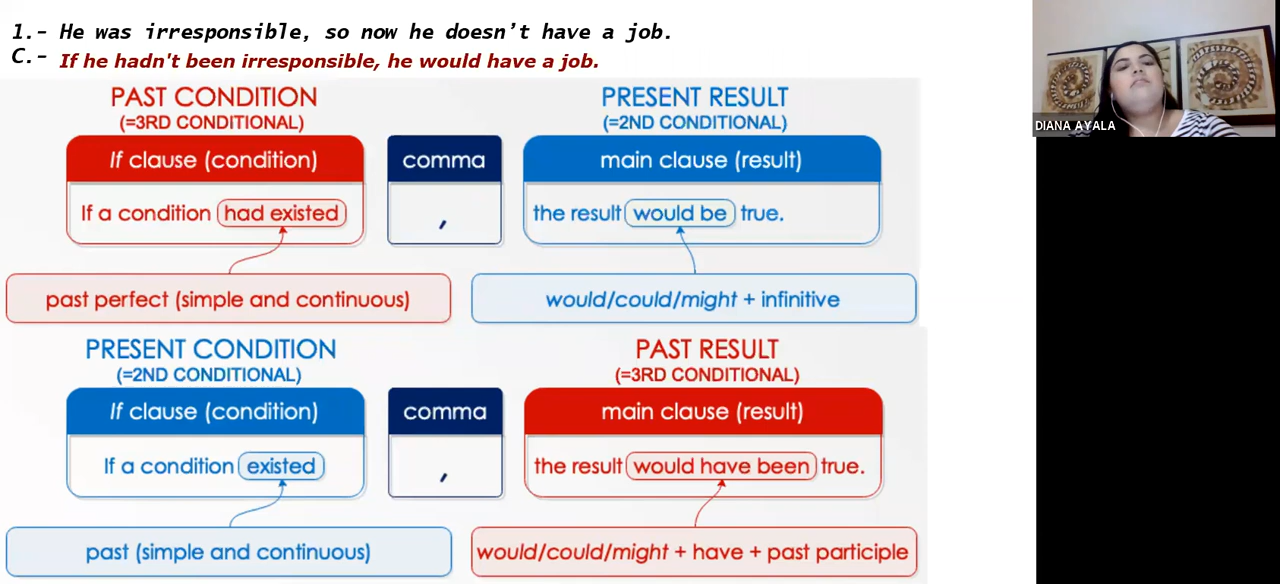 1.- He was irresponsible, so now he doesn’t have a job.
C.- If he hadn't been irresponsible, he would have a job.
PAST CONDITION
(=3RD CONDITIONAL)
PRESENT RESULT
(=2ND CONDITIONAL)
If clause (condition)
comma
main clause (result)
If a condition had existed
,
the result would be true.
past perfect (simple and continuous)
would/could/might + infinitive
PRESENT CONDITION
(=2ND CONDITIONAL)
PAST RESULT
(=3RD CONDITIONAL)
If clause (condition)
comma
main clause (result)
If a condition existed
,
the result would have been true.
past (simple and continuous)
would/could/might + have + past participle
DIANA AYALA